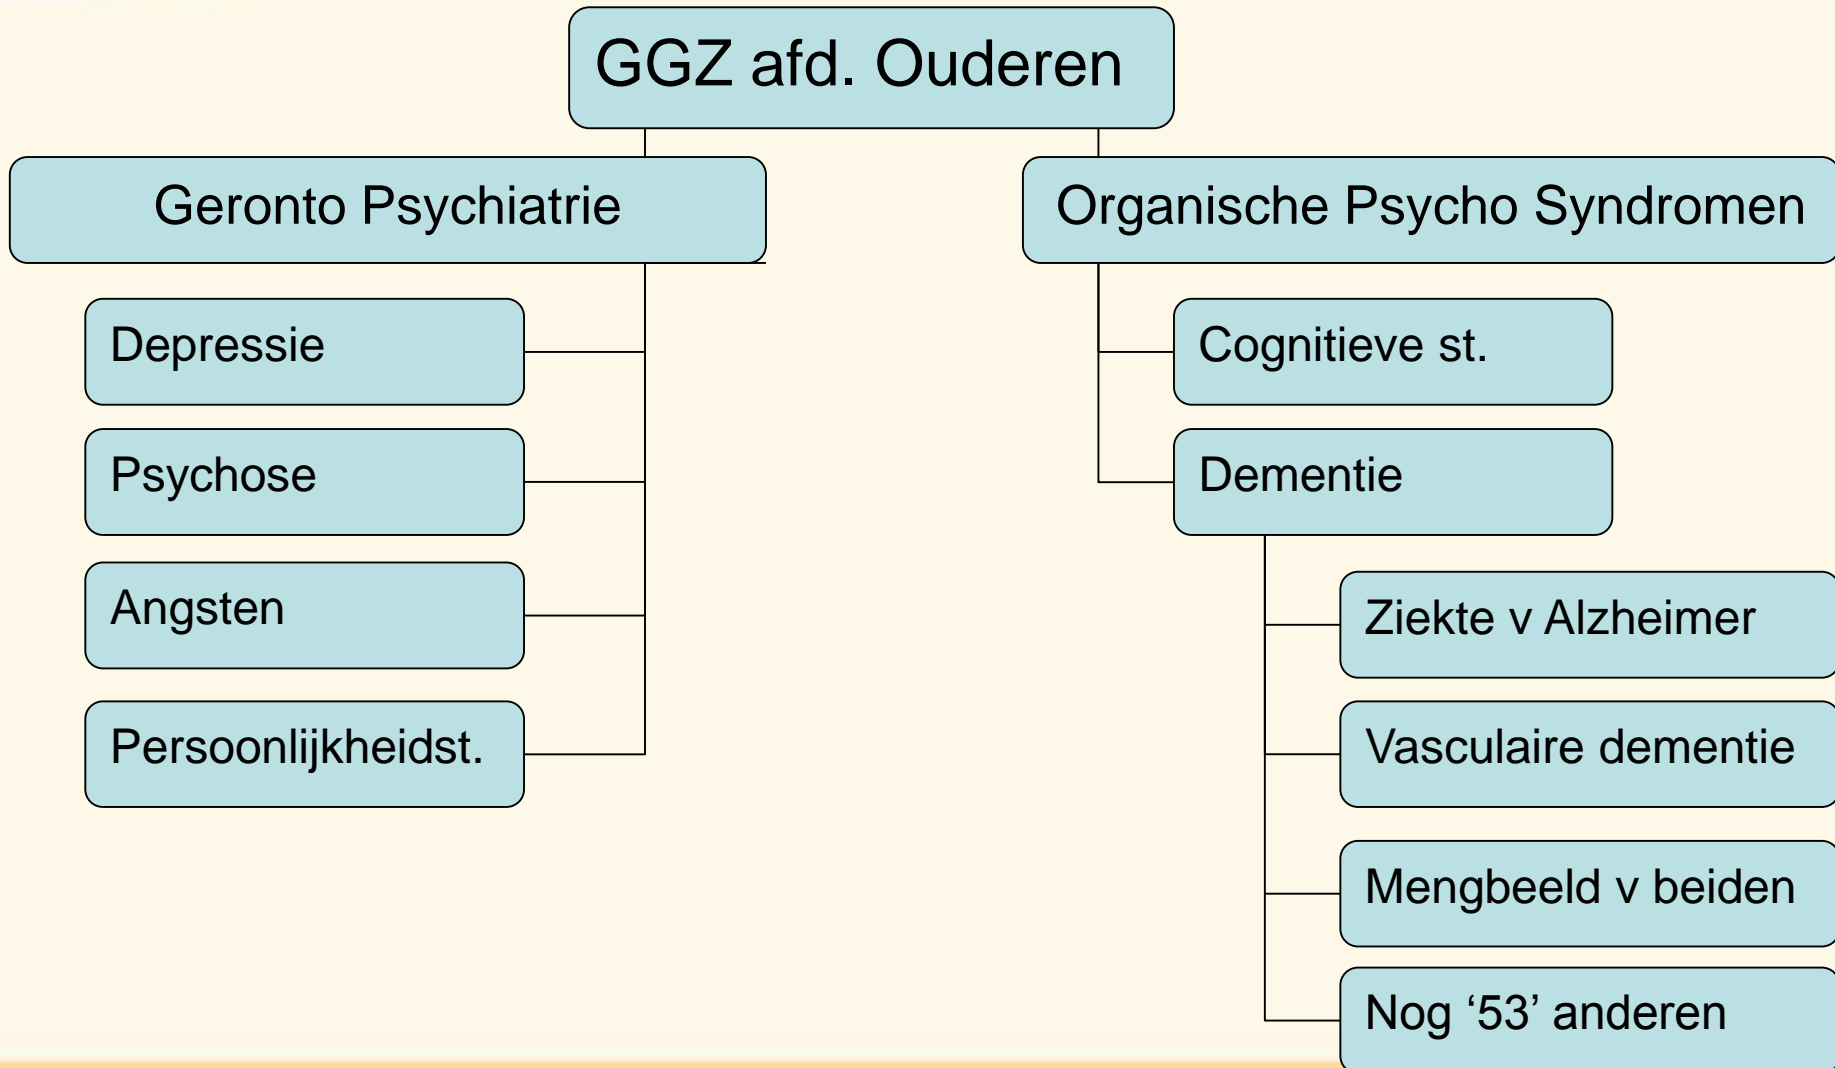 GGZ afd. Ouderen
Geronto Psychiatrie
Organische Psycho Syndromen
Depressie
Psychose
Angsten
Persoonlijkheidst.
Cognitieve st.
Dementie
Ziekte v Alzheimer
Vasculaire dementie
Mengbeeld v beiden
Nog ‘53’ anderen